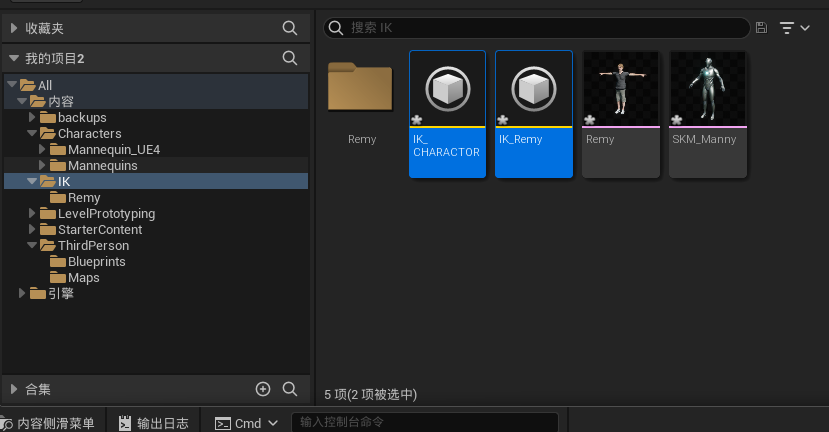 收藏夹
我的项目2
All
内容
backups
Characters
Mannequin_UE4
Mannequins
IK
Remy
LevelPrototyping
StarterContent
ThirdPerson
Blueprints
Maps
引擎
合集
搜索 IK
Remy
IK_
CHARACTOR
IK_Remy
Remy
SKM_Manny
5 项(2 项被选中)
内容侧滑菜单
输出日志
Cmd
输入控制台命令